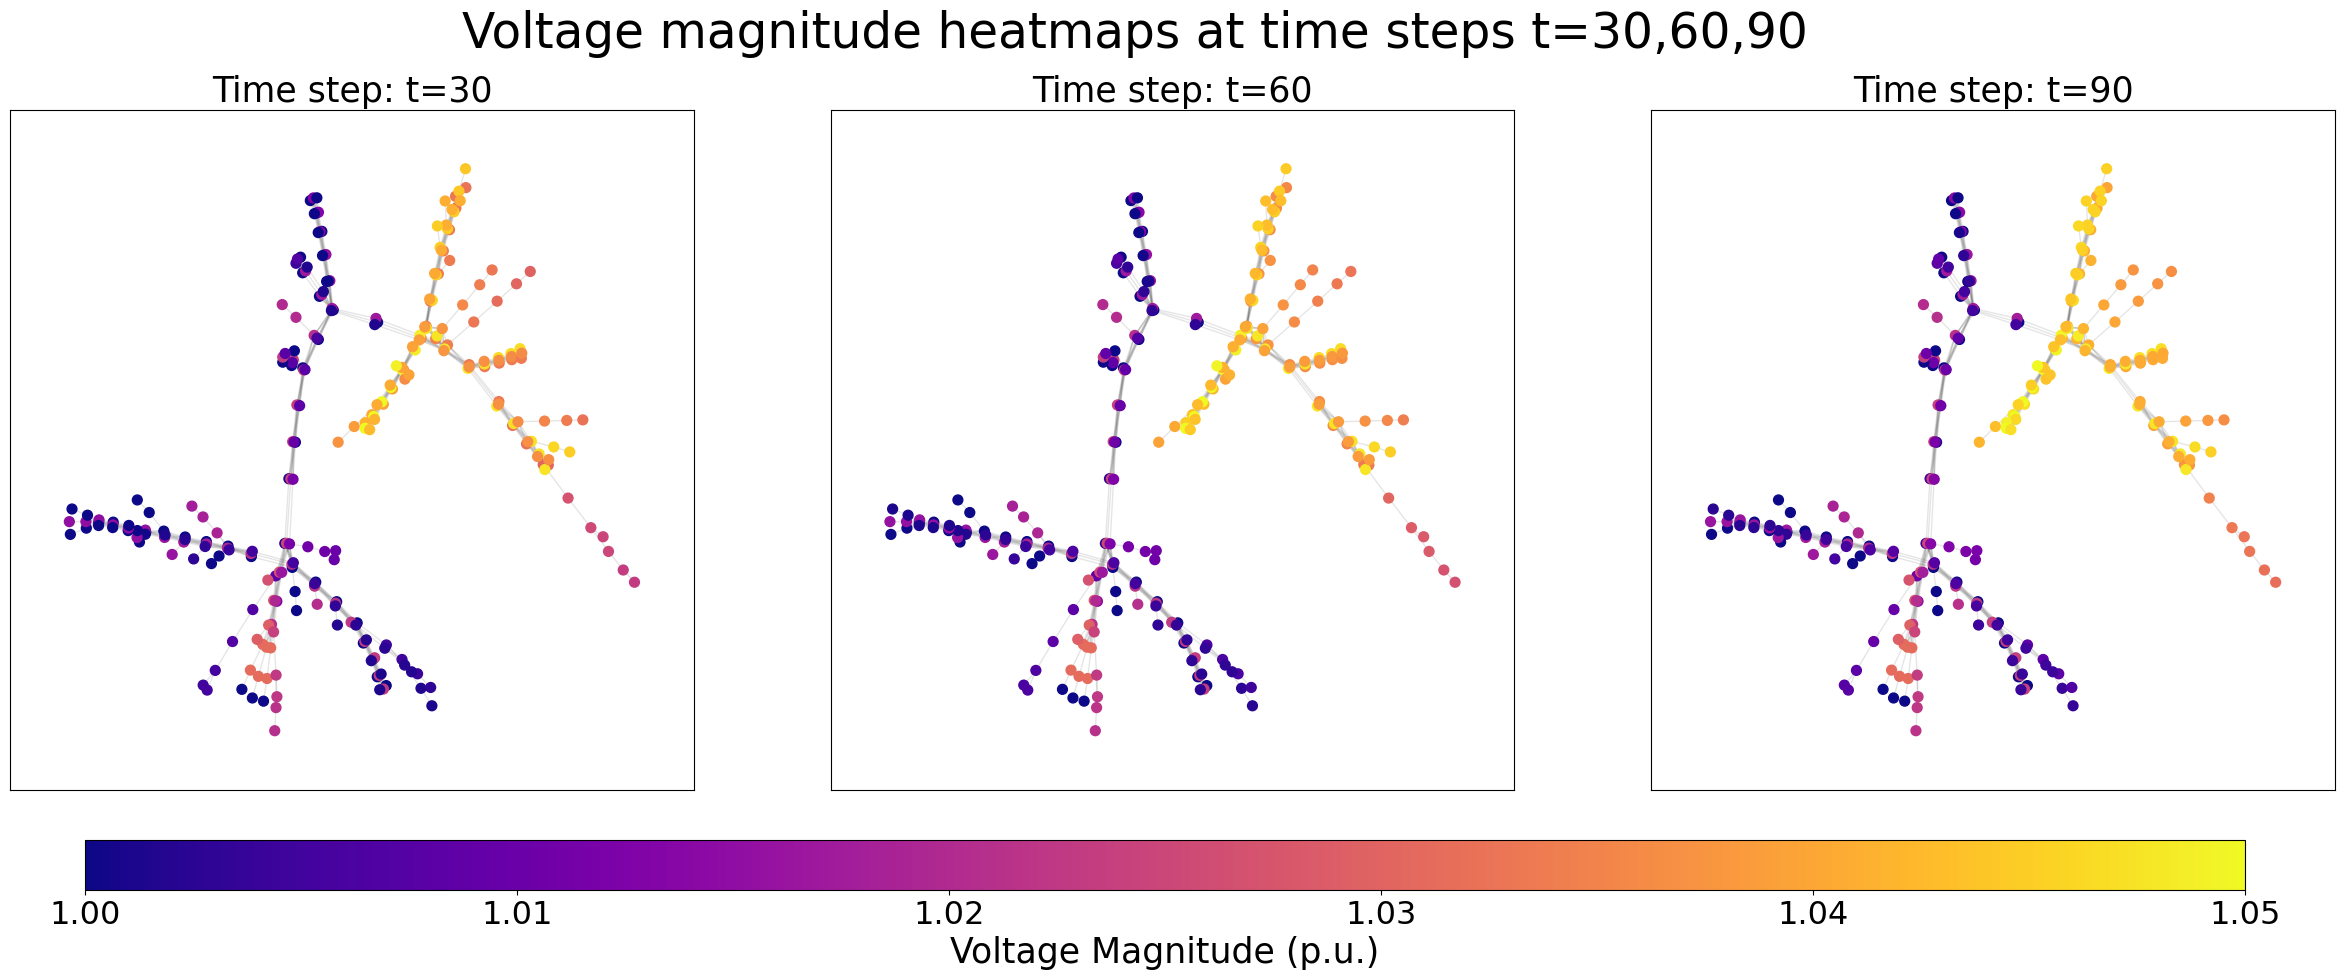 Voltage magnitude heatmaps at time steps t=30,60,90
Time step: t=30
Time step: t=60
Time step: t=90
1.00
1.01
1.02
1.03
1.04
1.05
Voltage Magnitude (p.u.)